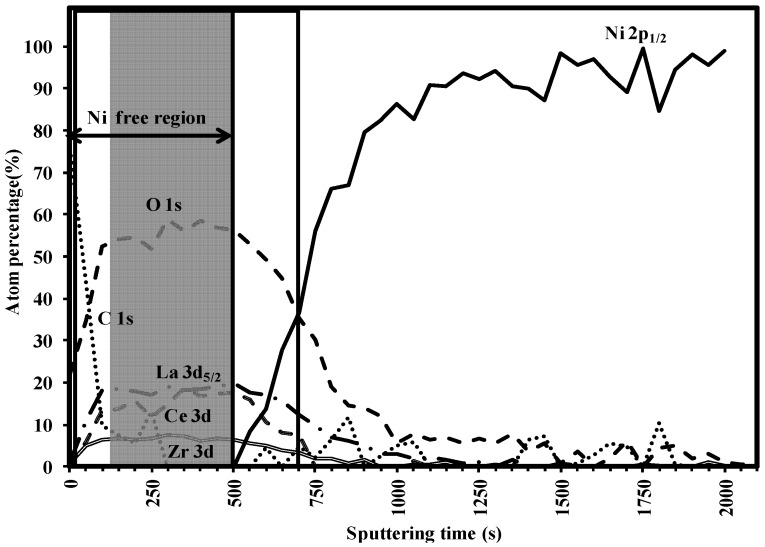 Ni 2p1/2
100
90
Ni free region
80
70
60
O 1s
50
40
C 1s
30
La 3d5/2
20
Ce 3d
10
Zr 3d
0
Atom percentage(%)
0
250
500
750
1000
1250
1500
1750
2000
Sputtering time (s)